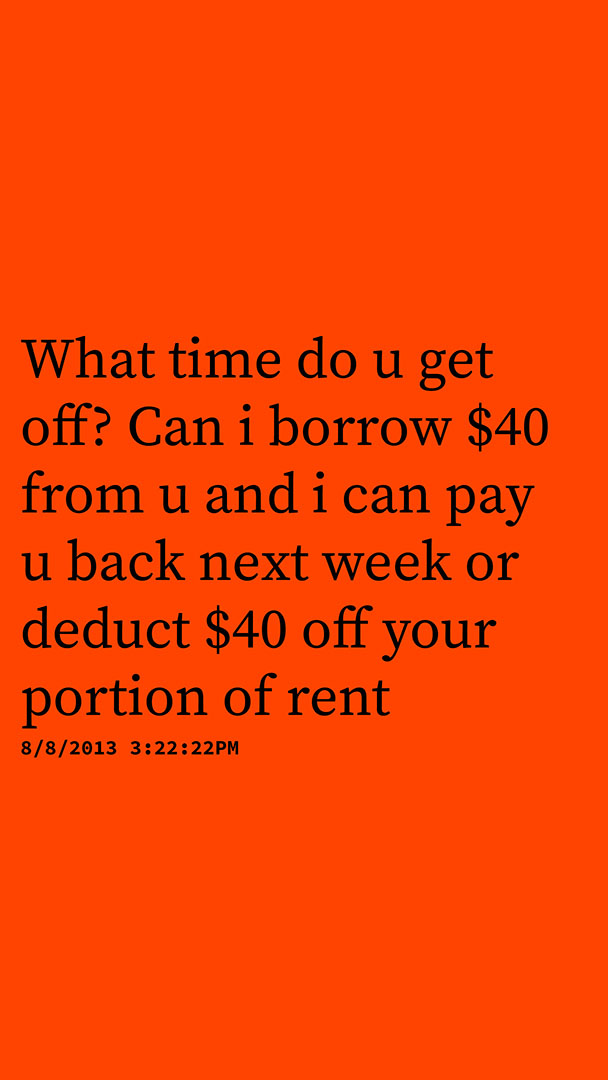 What time do u get
off? Can i borrow $40
from u and i can pay
u back next week or
deduct $40 off your
portion of rent
8/8/2013 3:22:22PM